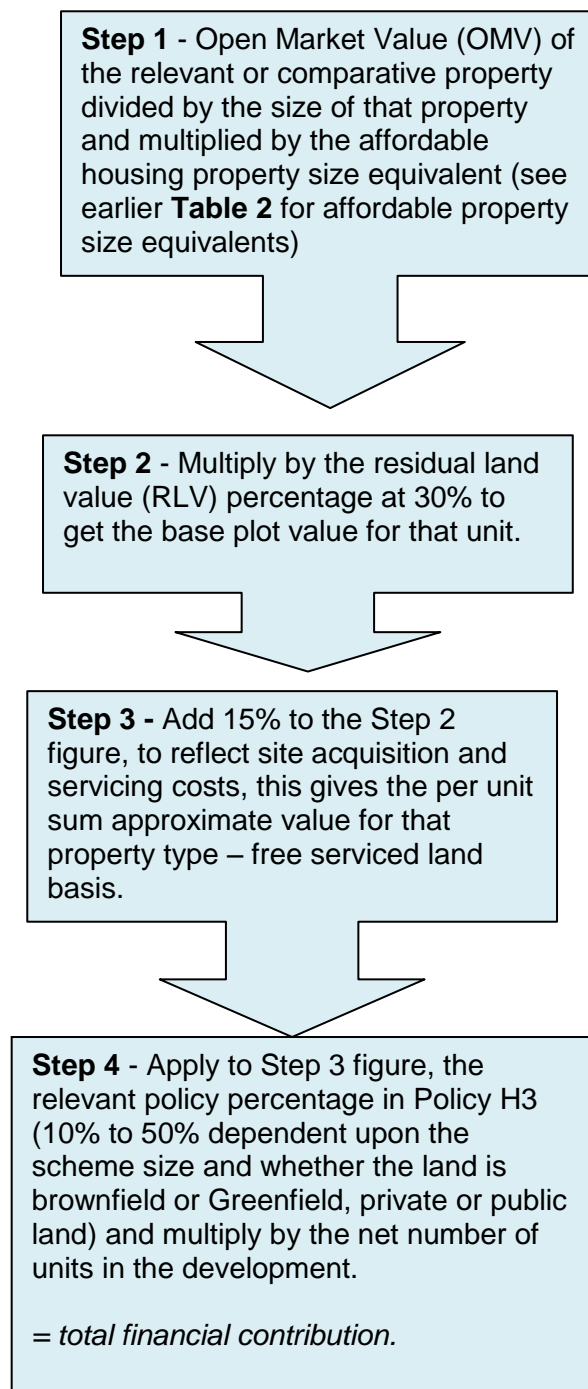 Step 1 - Open Market Value (OMV) of
the relevant or comparative property
divided by the size of that property
and multiplied by the affordable
housing property size equivalent (see
earlier Table 2 for affordable property
size equivalents)
Step 2 - Multiply by the residual land
value (RLV) percentage at 30% to
get the base plot value for that unit.
Step 3 - Add 15% to the Step 2
figure, to reflect site acquisition and
servicing costs, this gives the per unit
sum approximate value for that
property type – free serviced land
basis.
Step 4 - Apply to Step 3 figure, the
relevant policy percentage in Policy H3
(10% to 50% dependent upon the
scheme size and whether the land is
brownfield or Greenfield, private or public
land) and multiply by the net number of
units in the development.
= total financial contribution.